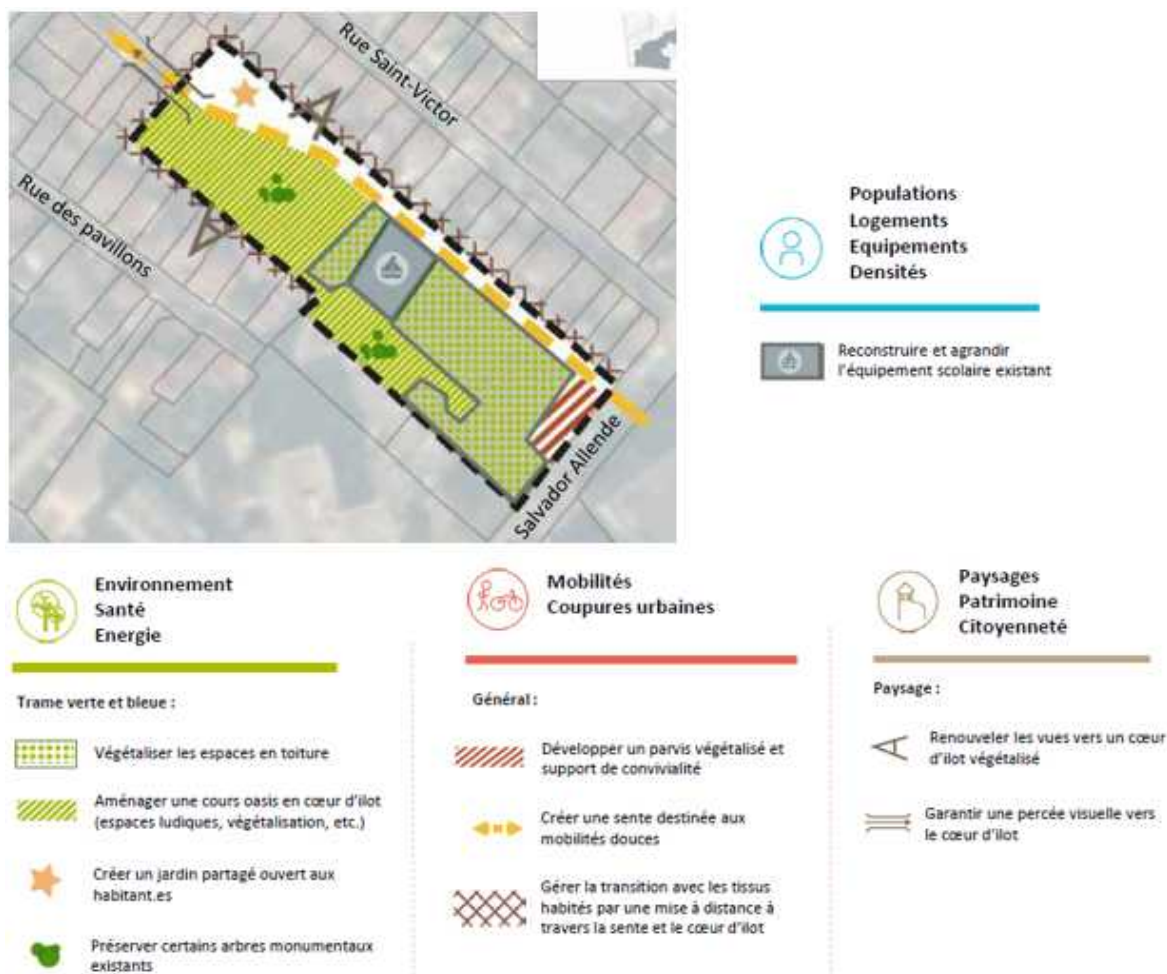 Rue Saint-Victor
Rue des pavillons
Salvador Allende
Populations
Logements
Equipements
Densités
Reconstruire et agrandir
l'équipement scolaire existant
Environnement
Santé
Energie
Trame verte et bleue :
Végétaliser les espaces en toiture
Aménager une cours oasis en cœur d'ilot
(espaces ludiques, végétalisation, etc.)
Créer un jardin partagé ouvert aux
habitant.es
Préserver certains arbres monumentaux
existants
Mobilités
Coupures urbaines
Général :
Développer un parvis végétalisé et
support de convivialité
Créer une sente destinée aux
mobilités douces
Gérer la transition avec les tissus
habités par une mise à distance à
travers la sente et le cœur d'ilot
Paysages
Patrimoine
Citoyenneté
Paysage :
Renouveler les vues vers un cœur
d'ilot végétalisé
Garantir une percée visuelle vers
le cœur d'ilot